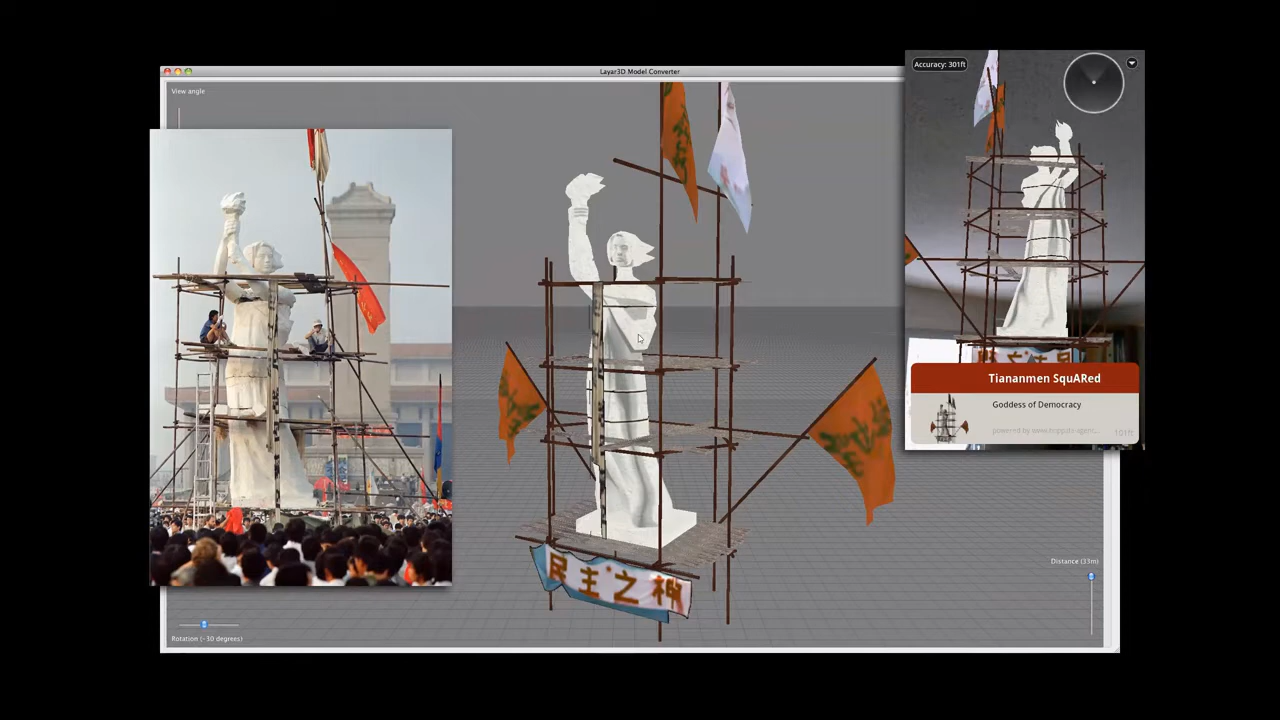 Layar3D Model Converter
View angle
Accuracy: 301ft
民主之神
Tiananmen SquARed
Goddess of Democracy
101ft
Distance (33m)
Rotation (-30 degrees)